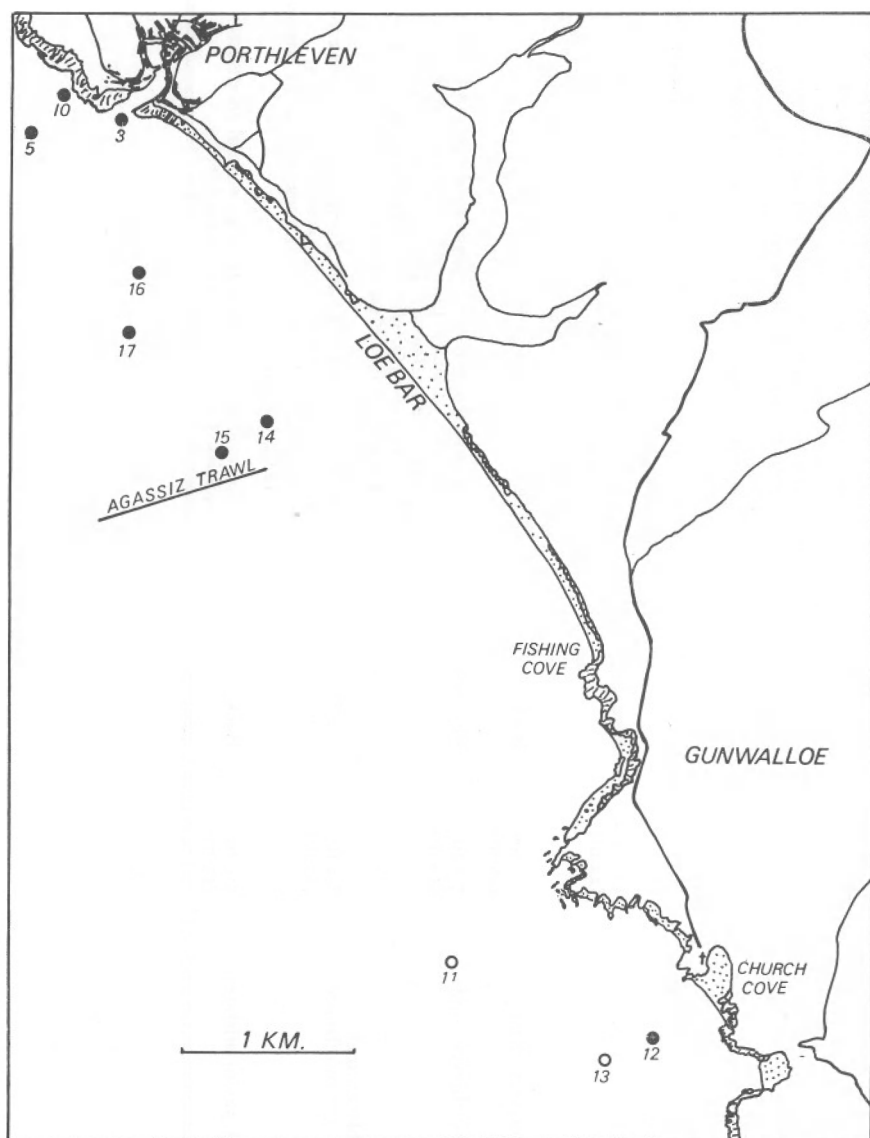 PORTHLEVEN
10
5
3
16
17
LOE BAR
14
15
AGASSIZ TRAWL
FISHING
COVE
GUNWALLOE
11
CHURCH
COVE
1 KM.
12
13